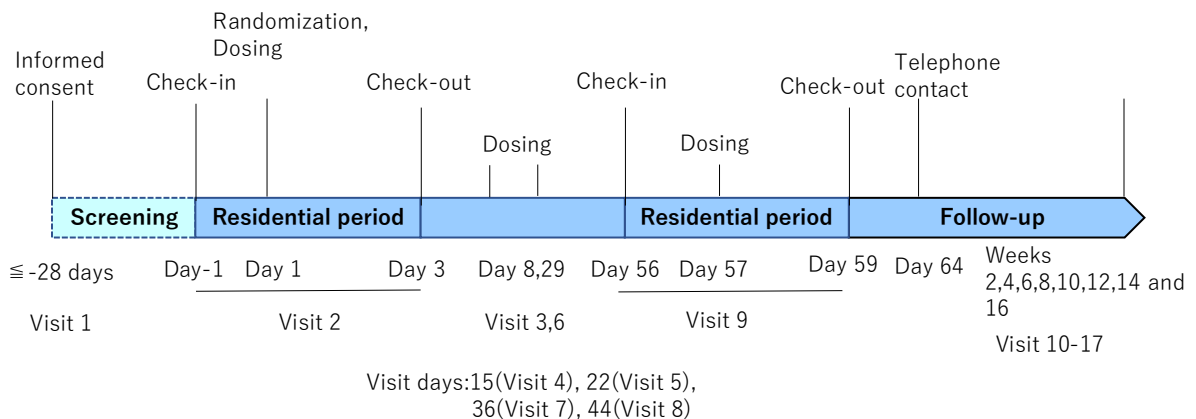 Randomization,
Dosing
Informed
consent
Check-in
Check-out
Check-in
Check-out
Telephone
contact
Dosing
Dosing
Screening
Residential period
Residential period
Follow-up
≦ -28 days
Day-1
Day 1
Day 3
Day 8,29
Day 56
Day 57
Day 59
Day 64
Weeks
2,4,6,8,10,12,14 and
16
Visit 1
Visit 2
Visit 3,6
Visit 9
Visit 10-17
Visit days:15(Visit 4), 22(Visit 5),
36(Visit 7), 44(Visit 8)